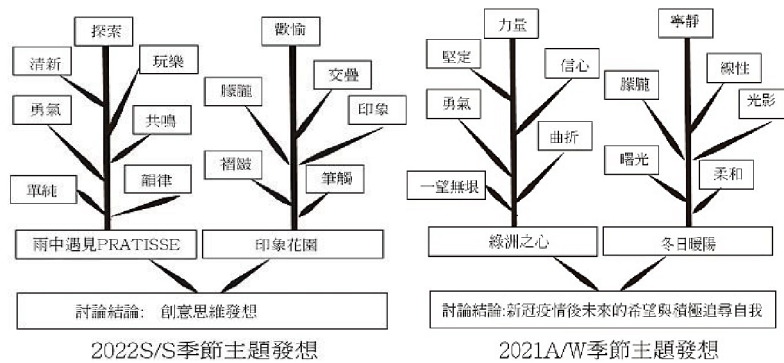 探索
清新
玩樂
勇氣
共鳴
單純
韻律
雨中遇見PRATISSE
歡愉
交疊
朦朧
印象
褶皺
筆觸
印象花園
討論結論: 創意思維發想
2022S/S季節主題發想
力量
堅定
信心
勇氣
曲折
一望無垠
綠洲之心
寧靜
線性
朦朧
光影
曙光
柔和
冬日暖陽
討論結論:新冠疫情後未來的希望與積極追尋自我
2021A/W季節主題發想